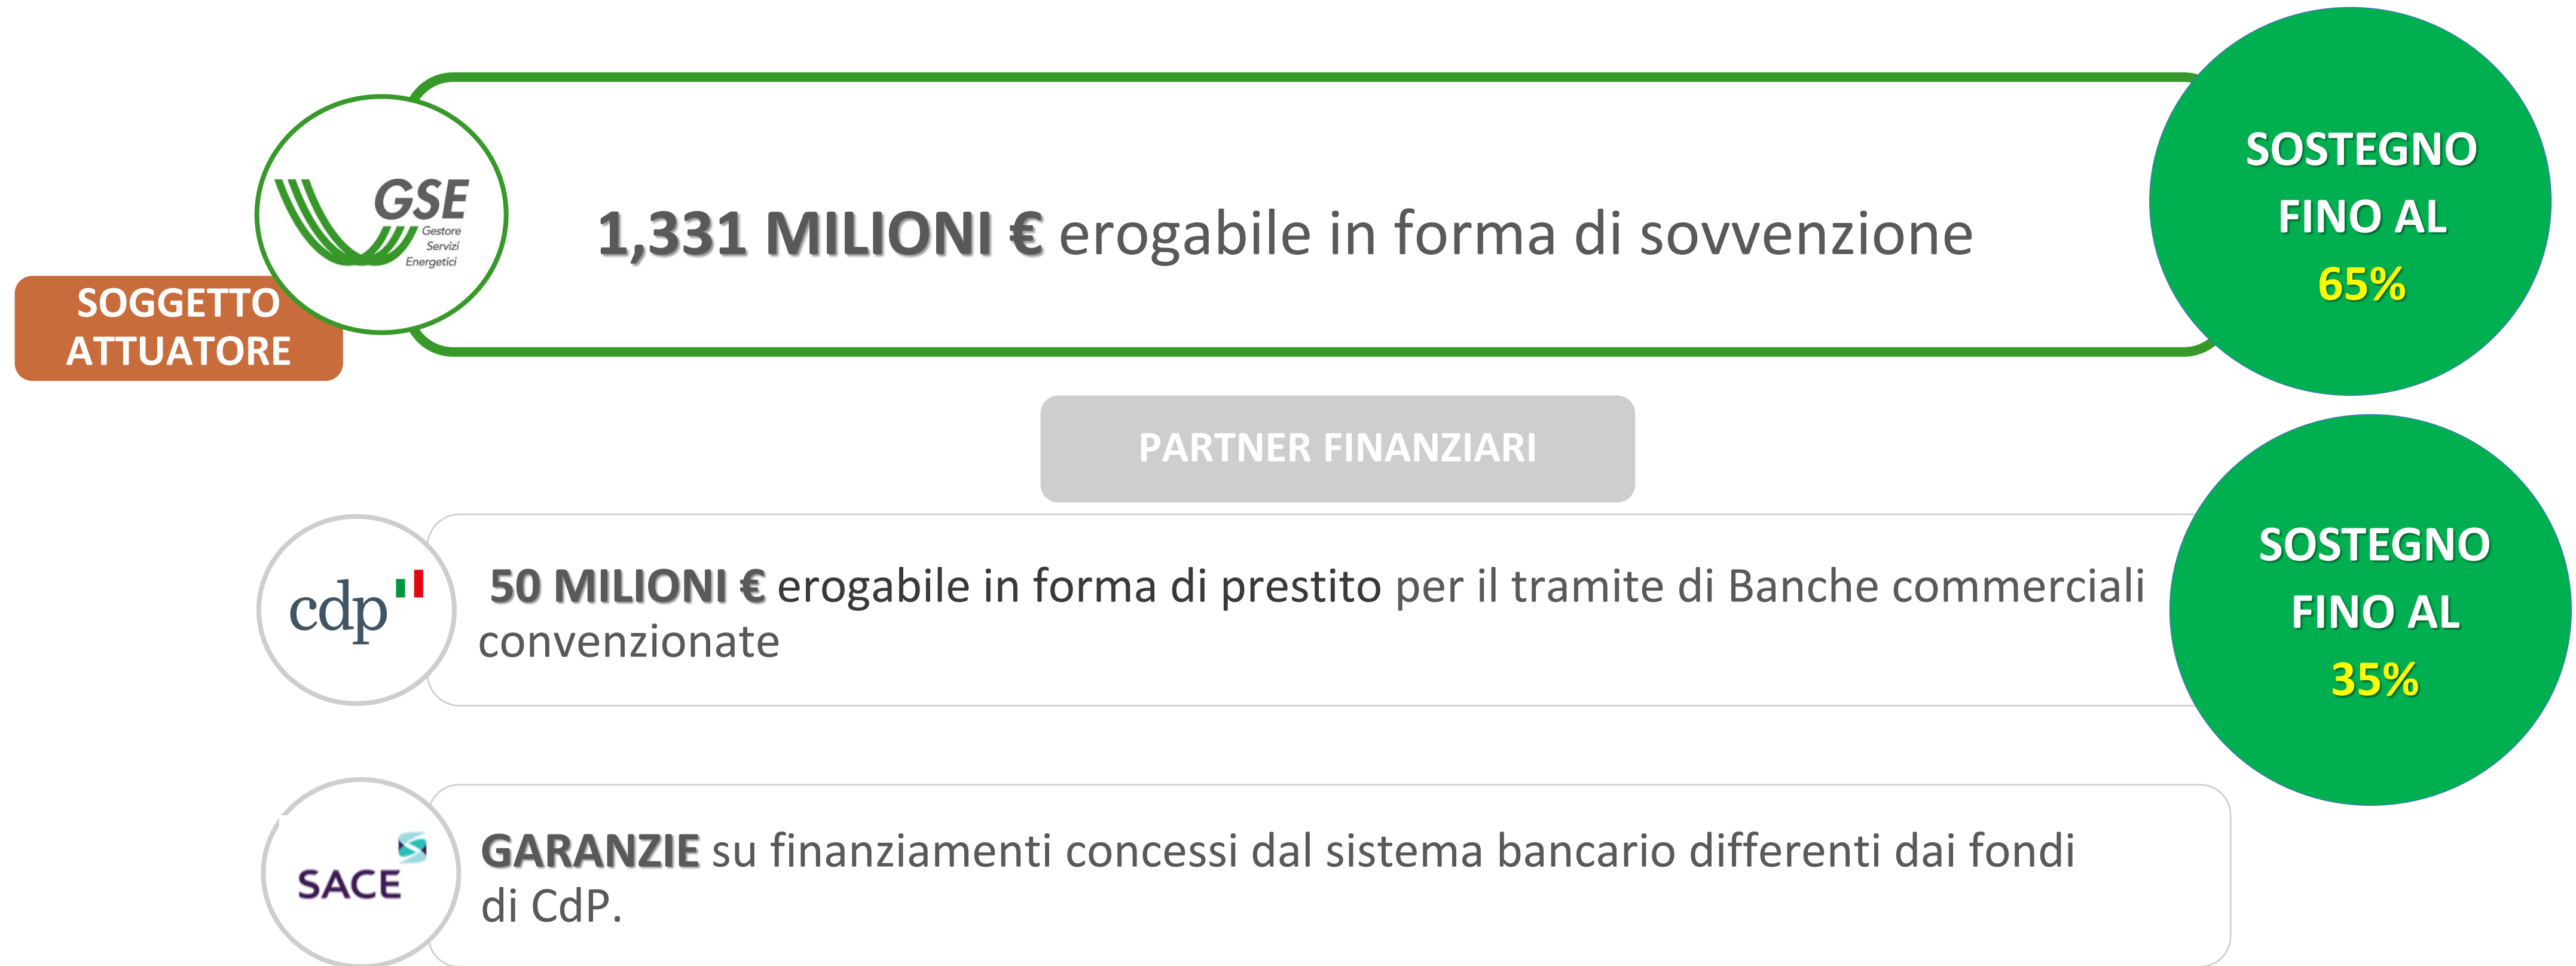 GSE
Gestore
Servizi
Energetici
SOGGETTO
ATTUATORE
1,331 MILIONI € erogabile in forma di sovvenzione
SOSTEGNO
FINO AL
65%
PARTNER FINANZIARI
cdp
50 MILIONI € erogabile in forma di prestito per il tramite di Banche commerciali
convenzionate
SOSTEGNO
FINO AL
35%
SACE
GARANZIE su finanziamenti concessi dal sistema bancario differenti dai fondi
di CdP.